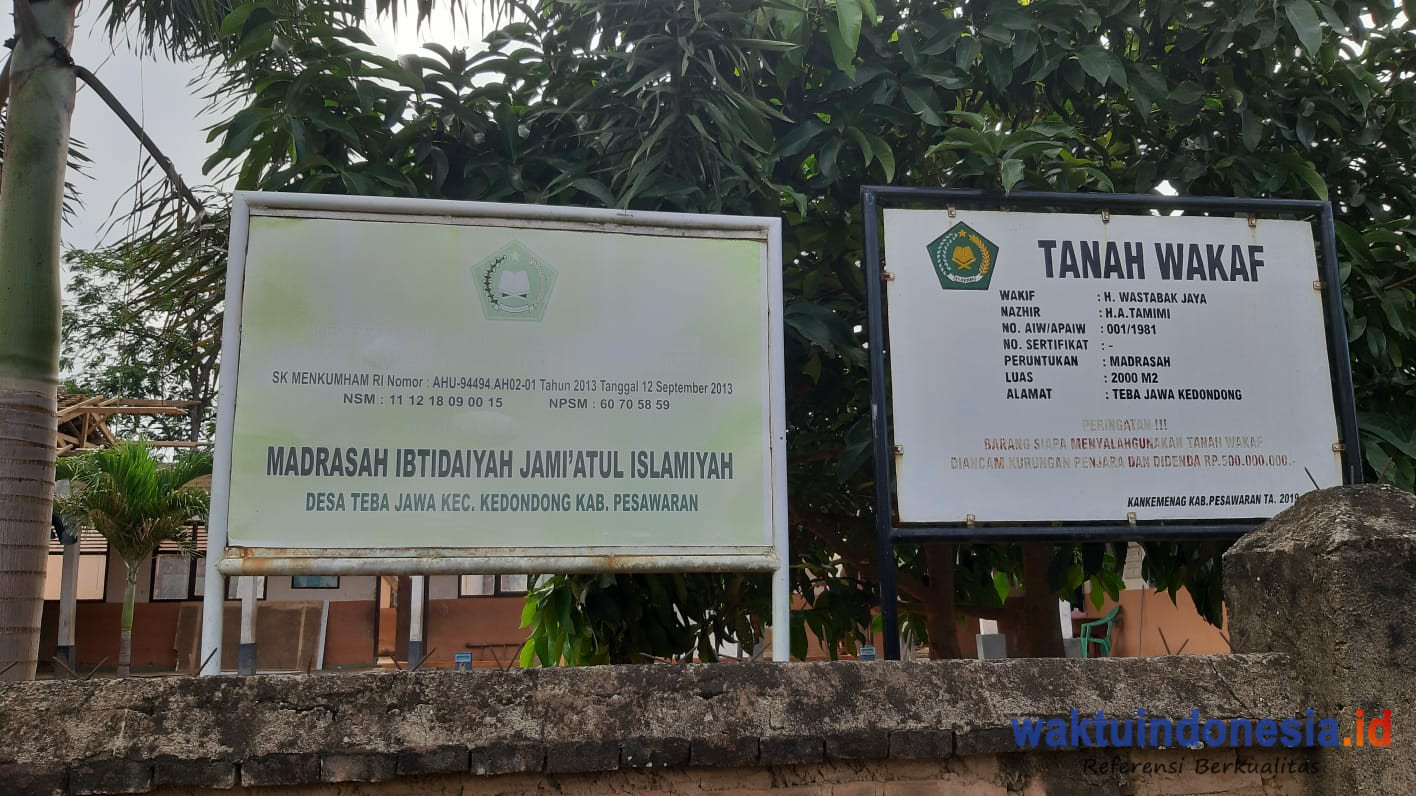 SK MENKUMHAM RI Nomor : AHU-94494.AH02-01 Tahun 2013 Tanggal 12 September 2013
NSM : 11 12 18 09 00 15 NPSM : 60 70 58 59
MADRASAH IBTIDAIYAH JAMI'ATUL ISLAMIYAH
DESA TEBA JAWA KEC. KEDONDONG KAB. PESAWARAN
TANAH WAKAF
WAKIF : H. WASTABAK JAYA
NAZHIR : H.A.TAMIMI
NO. AIW/APAIW : 001/1981
NO. SERTIFIKAT : -
PERUNTUKAN : MADRASAH
LUAS : 2000 M2
ALAMAT : TEBA JAWA KEDONDONG
PERINGATAN !!!
BARANG SIAPA MENYALAHGUNAKAN TANAH WAKAF
DIANCAM KURUNGAN PENJARA DAN DIDENDA RP.500.000.000,-
KANKEMENAG KAB.PESAWARAN TA. 2019
waktuindonesia.id
Referensi Berkualitas